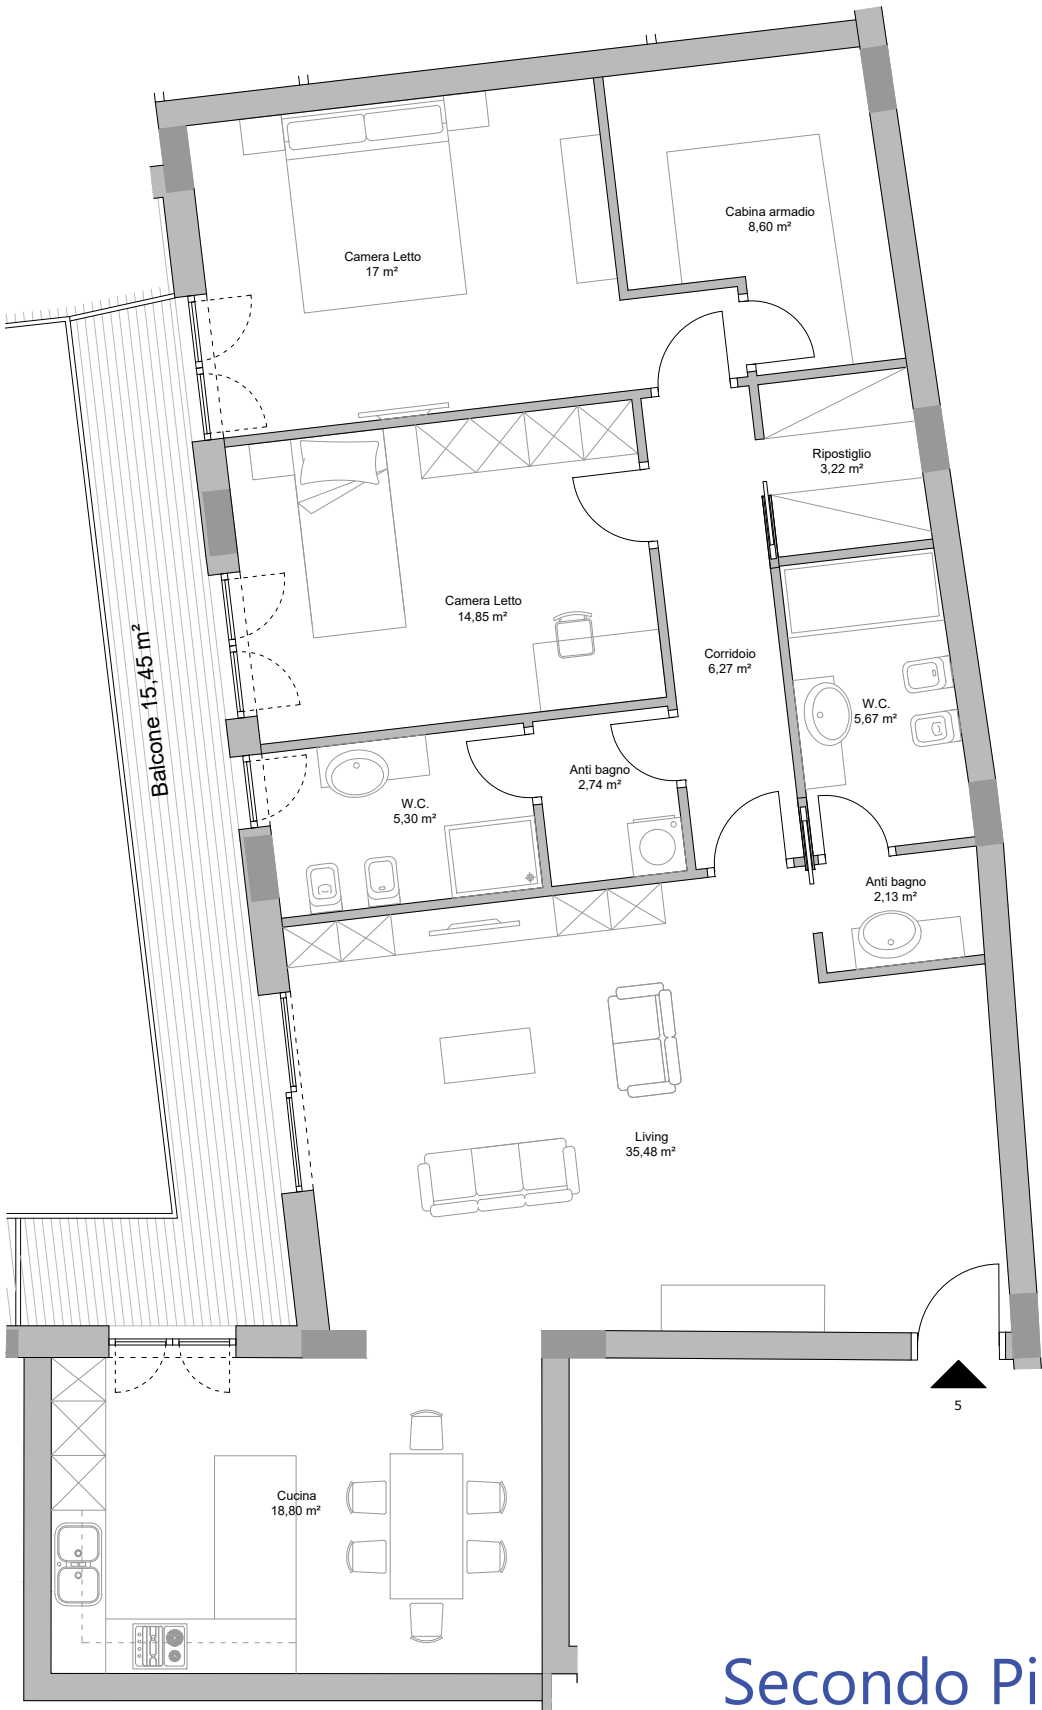 Cabina armadio
8,60 m²
Camera Letto
17 m²
Ripostiglio
3,22 m²
Camera Letto
14,85 m²
Balcone 15,45 m²
Corridoio
6,27 m²
W.C.
5,67 m²
Anti bagno
2,74 m²
W.C.
5,30 m²
Anti bagno
2,13 m²
Living
35,48 m²
5
Cucina
18,80 m²
Secondo Pi